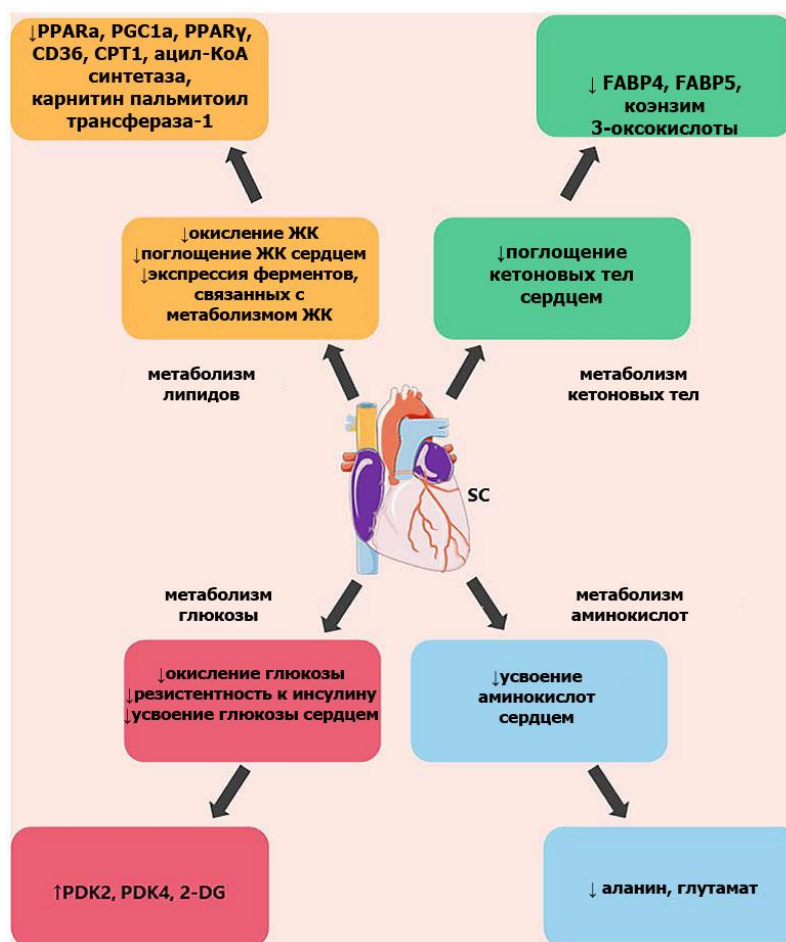 ↓PPARa, PGC1a, PPARγ,
CD36, CPT1, ацил-КоА
синтетаза,
карнитин пальмитоил
трансфераза-1
↓ FABP4, FABP5,
коэнзим
3-оксокислоты
↓окисление ЖК
↓поглощение ЖК сердцем
↓экспрессия ферментов,
связанных с
метаболизмом ЖК
↓поглощение
кетоновых тел
сердцем
метаболизм
липидов
метаболизм
кетоновых тел
SC
метаболизм
глюкозы
метаболизм
аминокислот
↓окисление глюкозы
↓резистентность к инсулину
↓усвоение глюкозы сердцем
↓усвоение
аминокислот
сердцем
↑PDK2, PDK4, 2-DG
↓ аланин, глутамат